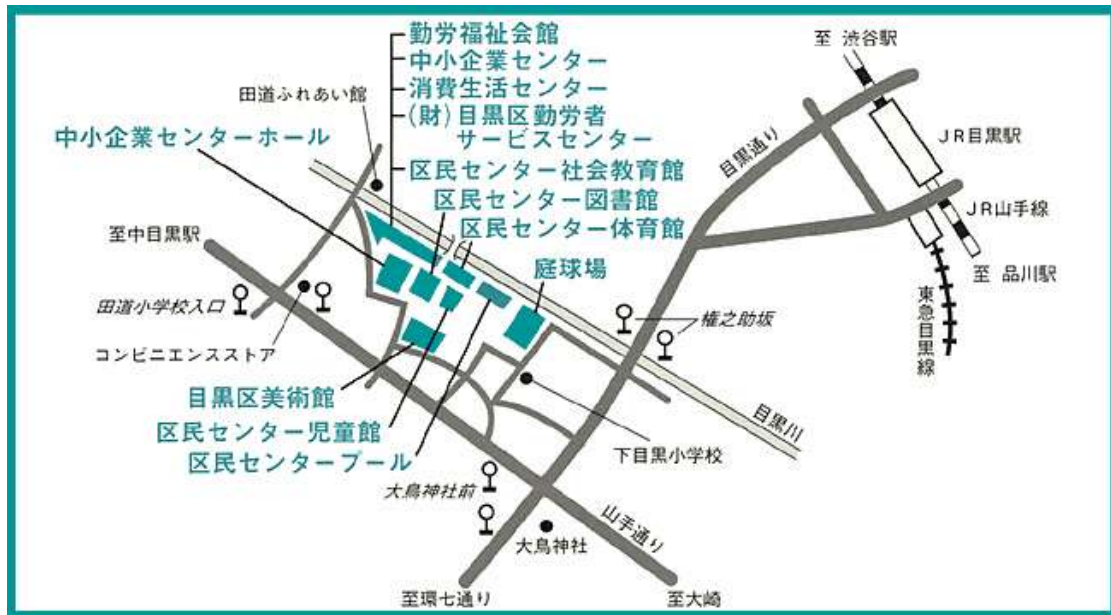 勤労福祉会館
中小企業センター
消費生活センター
(財)目黒区勤労者
サービスセンター
区民センター社会教育館
区民センター図書館
区民センター体育館
庭球場
田道ふれあい館
中小企業センターホール
至中目黒駅
田道小学校入口
コンビニエンスストア
目黒区美術館
区民センター児童館
区民センタープール
大鳥神社前
大鳥神社
至環七通り
至大崎
山手通り
下目黒小学校
目黒川
権之助坂
目黒通り
至 渋谷駅
JR目黒駅
JR山手線
至 品川駅
東急目黒線